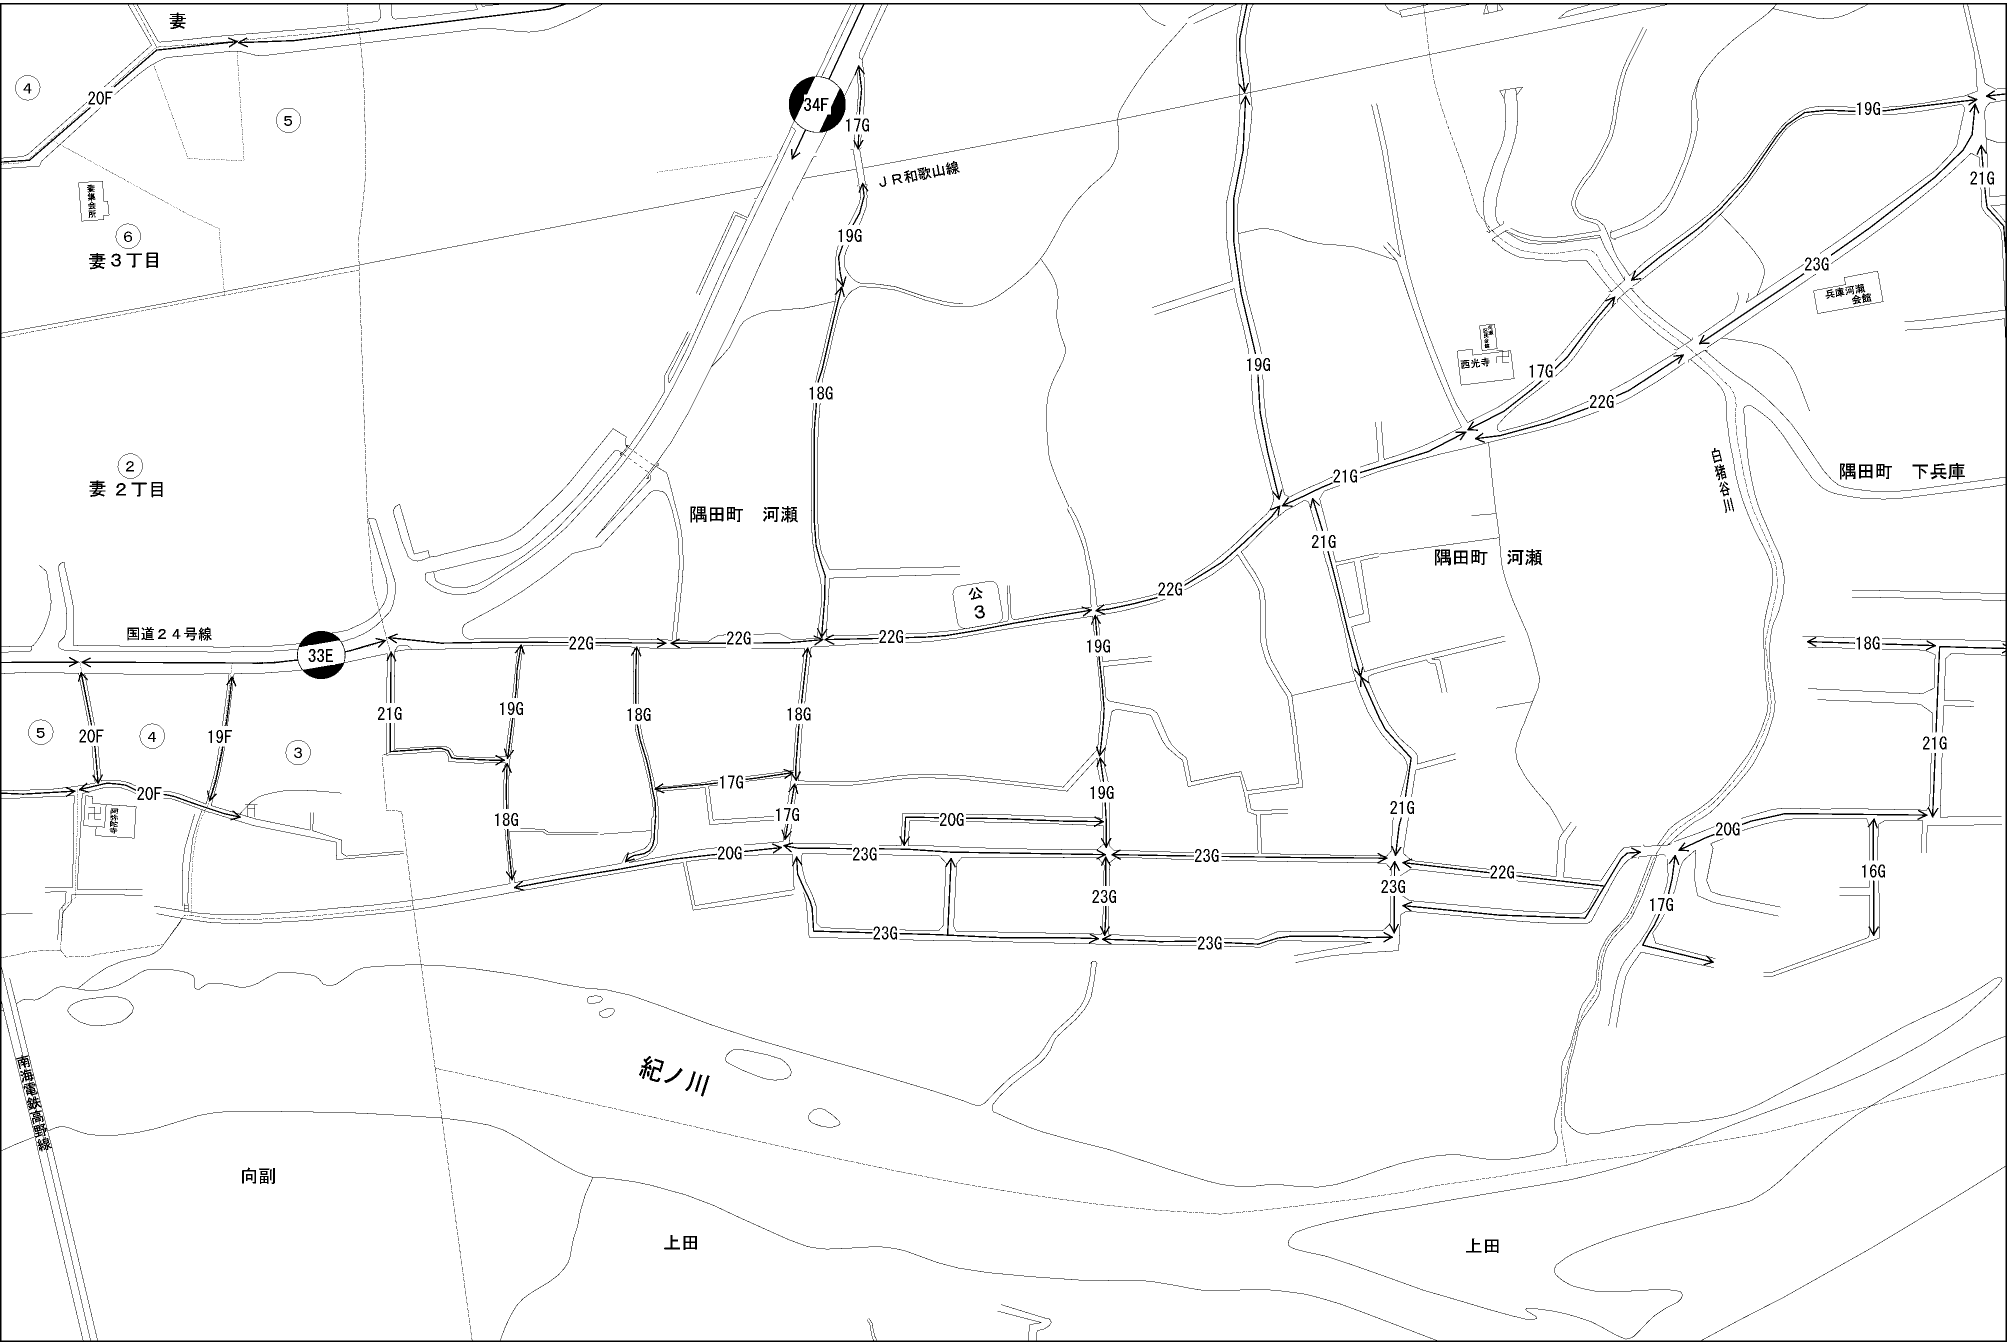 妻
4
20F
5
34F
17G
19G
21G
JR和歌山線
妻集会所
6
妻3丁目
19G
23G
兵庫河瀬
会館
西光寺
19G
17G
18G
22G
2
妻 2丁目
21G
白猪谷川
隅田町 下兵庫
隅田町 河瀬
21G
隅田町 河瀬
公
3
22G
国道24号線
33E
22G
22G
22G
19G
18G
5
20F
4
19F
3
21G
19G
18G
18G
21G
20F
阿弥陀寺
17G
17G
19G
21G
18G
20G
20G
20G
23G
23G
22G
16G
23G
23G
17G
23G
23G
南海電鉄高野線
紀ノ川
向副
上田
上田